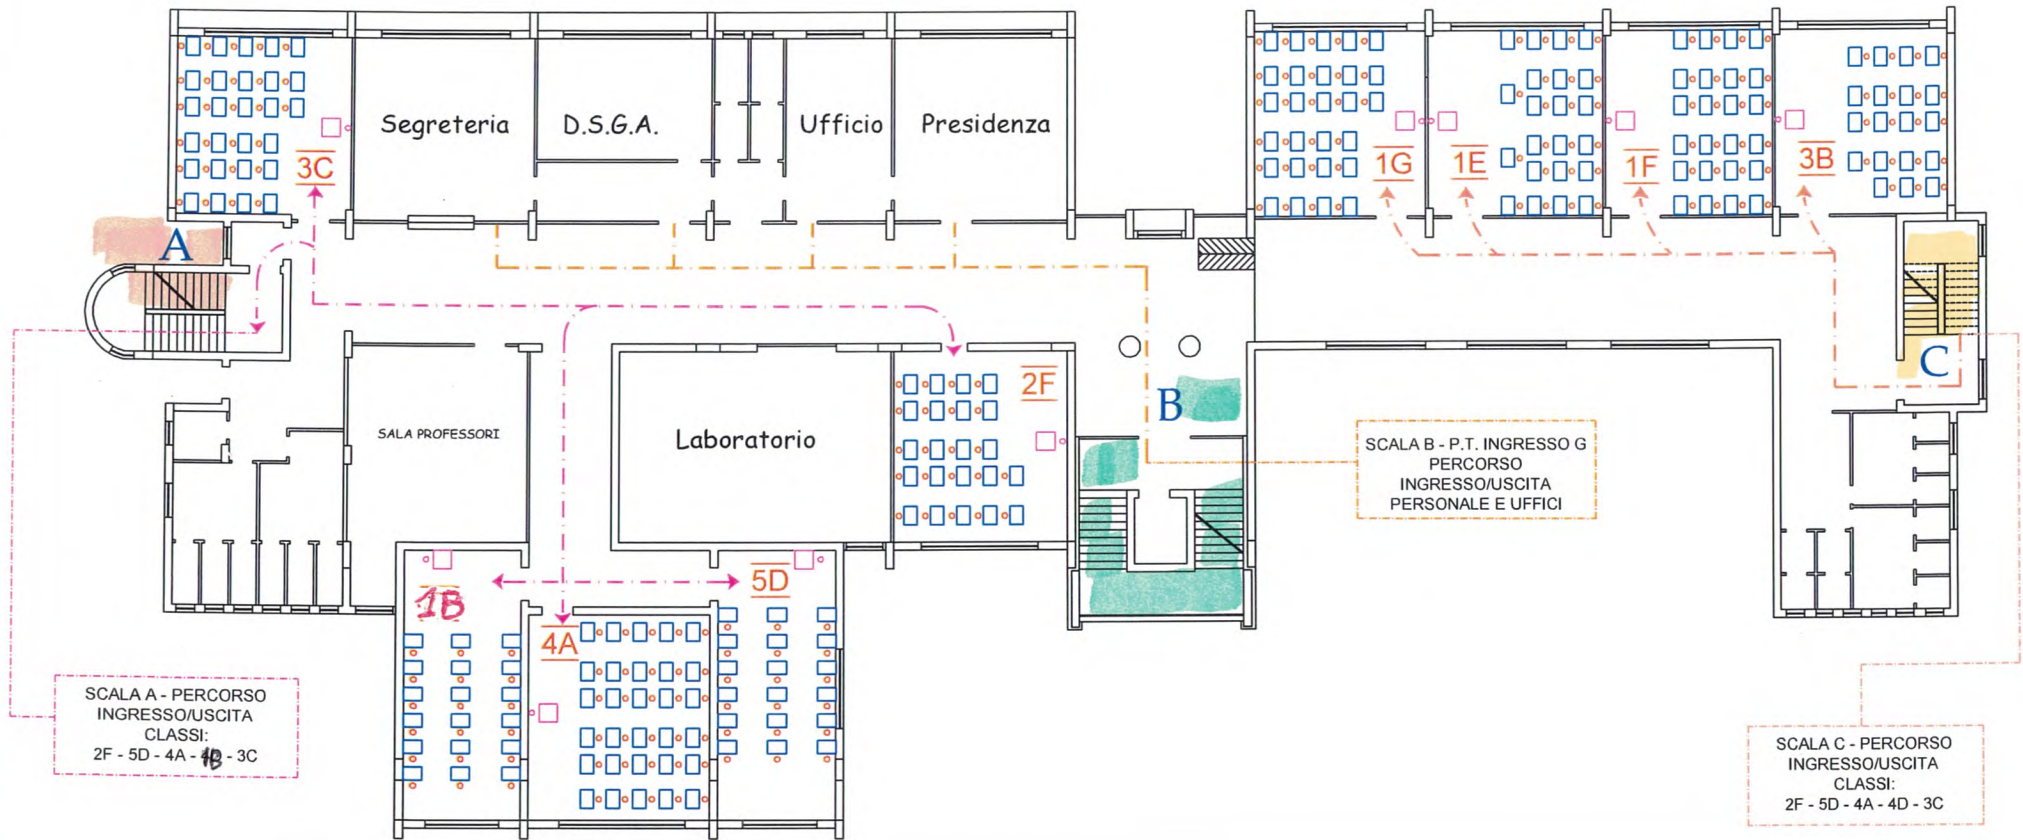 Segreteria
D.S.G.A.
Ufficio
Presidenza
3C
1G
1E
1F
3B
A
C
2F
B
SALA PROFESSORI
Laboratorio
SCALA B - P.T. INGRESSO G
PERCORSO
INGRESSO/USCITA
PERSONALE E UFFICI
1B
5D
4A
SCALA A - PERCORSO
INGRESSO/USCITA
CLASSI:
2F - 5D - 4A - 1B - 3C
SCALA C - PERCORSO
INGRESSO/USCITA
CLASSI:
2F - 5D - 4A - 4D - 3C